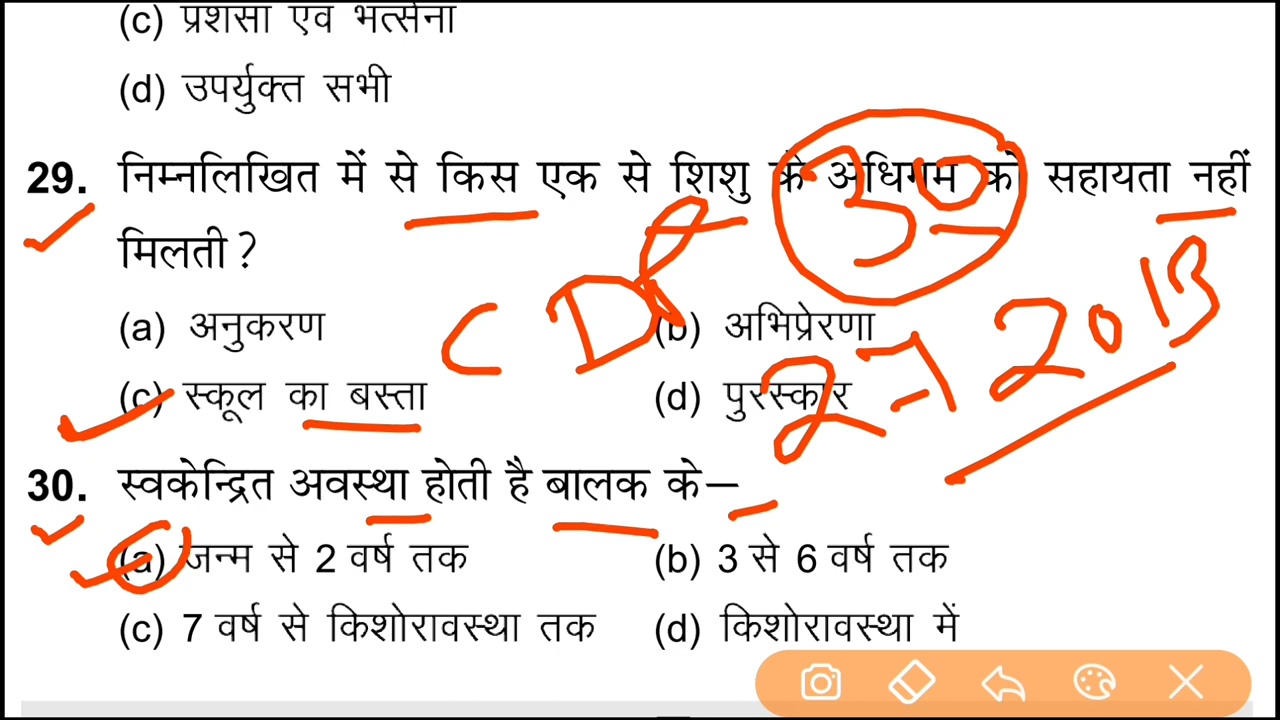 (c) प्रशंसा एवं भर्त्सना
(d) उपर्युक्त सभी
29. निम्नलिखित में से किस एक से शिशु के अधिगम को सहायता नहीं
मिलती?
(a) अनुकरण (b) अभिप्रेरणा
(c) स्कूल का बस्ता (d) पुरस्कार
30. स्वकेन्द्रित अवस्था होती है बालक के—
(a) जन्म से 2 वर्ष तक (b) 3 से 6 वर्ष तक
(c) 7 वर्ष से किशोरावस्था तक (d) किशोरावस्था में
30
CDP
2013